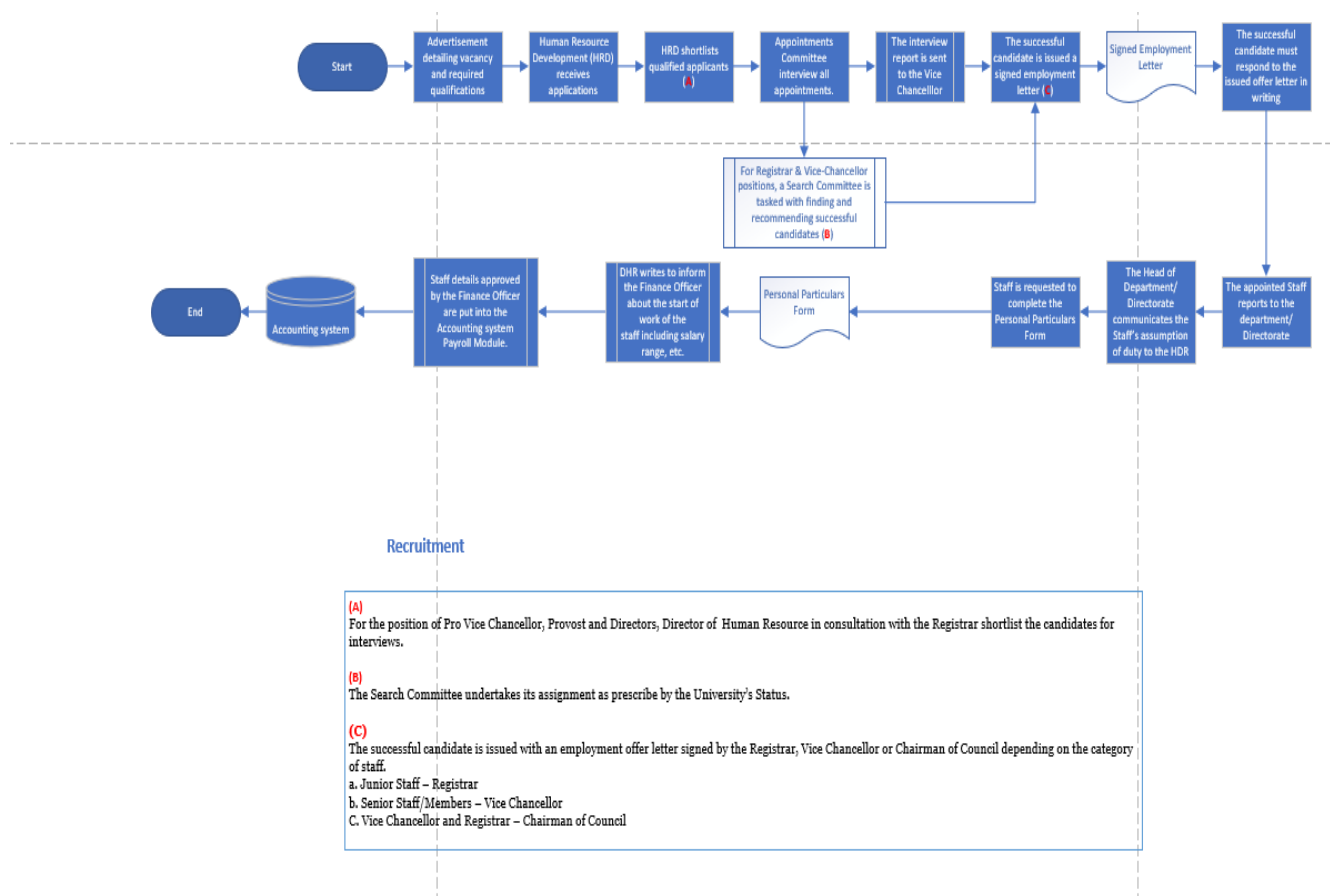 Start
Advertisement
detailing vacancy
and required
qualifications
Human Resource
Development (HRD)
receives
applications
HRD shortlists
qualified applicants
(A)
Appointments
Committee
interview all
appointments.
The interview
report is sent
to the Vice
Chancelllor
The successful
candidate is issued a
signed employment
letter (C)
Signed Employment
Letter
The successful
candidate must
respond to the
issued offer letter in
writing
For Registrar & Vice-Chancellor
positions, a Search Committee is
tasked with finding and
recommending successful
candidates (B)
End
Accounting system
Staff details approved
by the Finance Officer
are put into the
Accounting system
Payroll Module.
DHR writes to inform
the Finance Officer
about the start of
work of the
staff including salary
range, etc.
Personal Particulars
Form
Staff is requested to
complete the
Personal Particulars
Form
The Head of
Department/
Directorate
communicates the
Staff's assumption
of duty to the HDR
The appointed Staff
reports to the
department/
Directorate
Recruitment
(A)
For the position of Pro Vice Chancellor, Provost and Directors, Director of Human Resource in consultation with the Registrar shortlist the candidates for
interviews.
(B)
The Search Committee undertakes its assignment as prescribe by the University's Status.
(C)
The successful candidate is issued with an employment offer letter signed by the Registrar, Vice Chancellor or Chairman of Council depending on the category
of staff.
a. Junior Staff – Registrar
b. Senior Staff/Members – Vice Chancellor
C. Vice Chancellor and Registrar – Chairman of Council